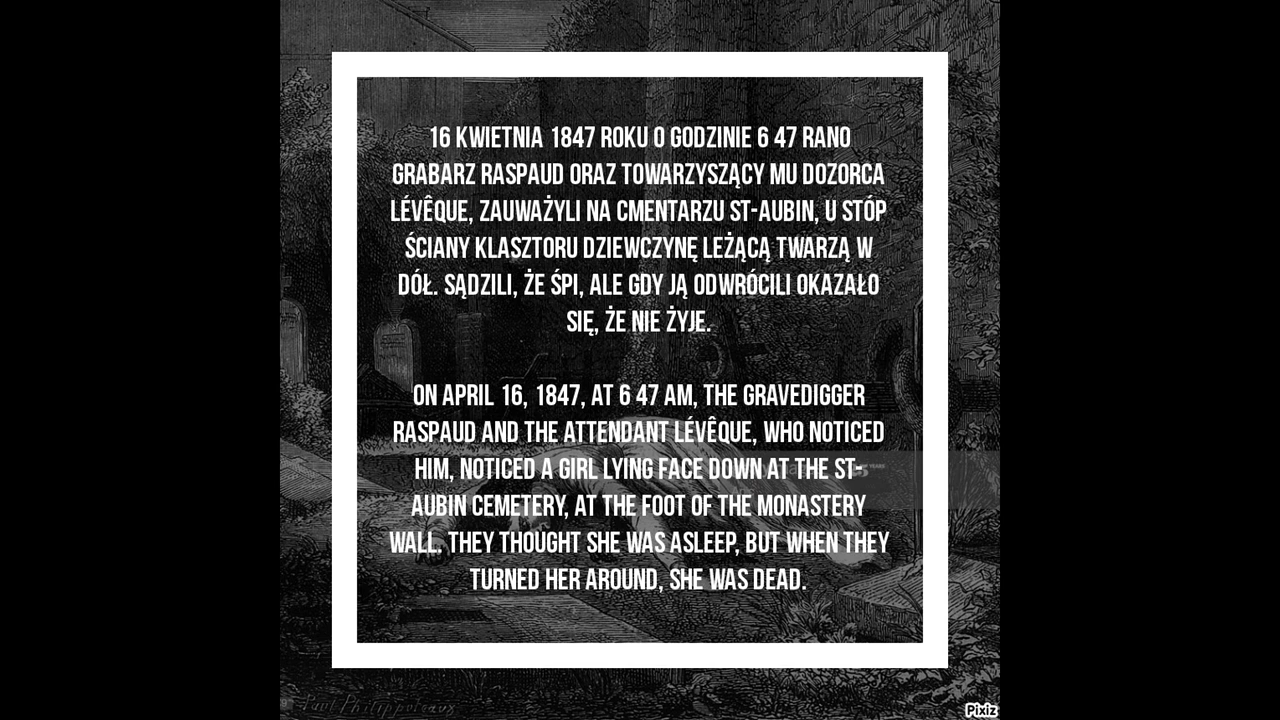 16 KWIETNIA 1847 ROKU O GODZINIE 6 47 RANO
GRABARZ RASPAUD ORAZ TOWARZYSZĄCY MU DOZORCA
LÉVÊQUE, ZAUWAŻYLI NA CMENTARZU ST-AUBIN, U STÓP
ŚCIANY KLASZTORU DZIEWCZYNĘ LEŻĄCĄ TWARZĄ W
DÓŁ. SĄDZILI, ŻE ŚPI, ALE GDY JĄ ODWRÓCILI OKAZAŁO
SIĘ, ŻE NIE ŻYJE.
ON APRIL 16, 1847, AT 6 47 AM, THE GRAVEDIGGER
RASPAUD AND THE ATTENDANT LÉVÊQUE, WHO NOTICED
HIM, NOTICED A GIRL LYING FACE DOWN AT THE ST-
AUBIN CEMETERY, AT THE FOOT OF THE MONASTERY
WALL. THEY THOUGHT SHE WAS ASLEEP, BUT WHEN THEY
TURNED HER AROUND, SHE WAS DEAD.
Paul Philippoteaux
Pixiz